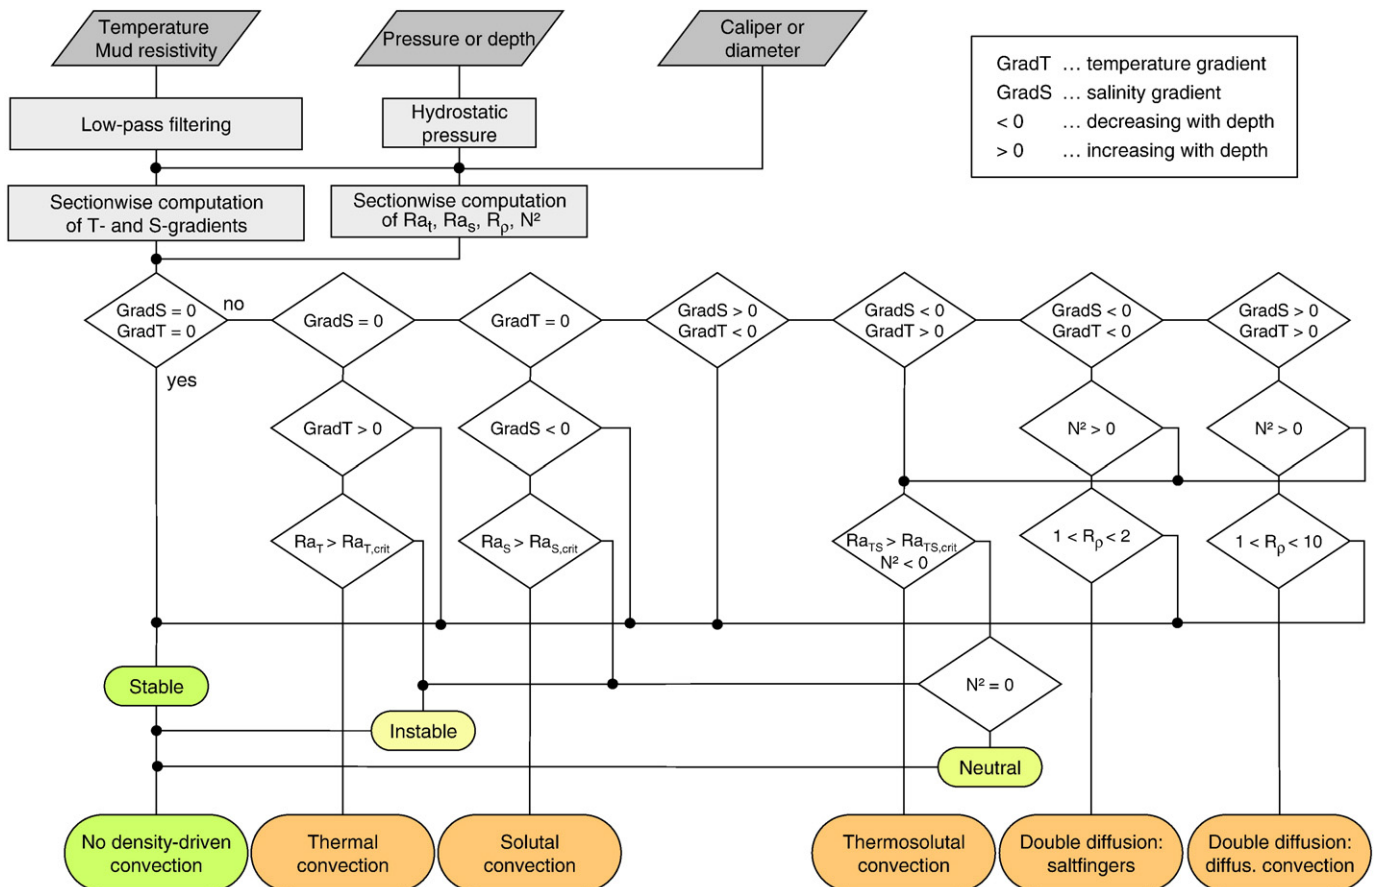 Temperature
Mud resistivity
Pressure or depth
Caliper or
diameter
GradT … temperature gradient
GradS … salinity gradient
< 0 … decreasing with depth
> 0 … increasing with depth
Low-pass filtering
Hydrostatic
pressure
Sectionwise computation
of T- and S-gradients
Sectionwise computation
of Raₜ, Raₛ, Rᵨ, N²
GradS = 0
GradT = 0
no
yes
GradS = 0
GradT = 0
GradS > 0
GradT < 0
GradS < 0
GradT > 0
GradS < 0
GradT < 0
GradS > 0
GradT > 0
GradT > 0
GradS < 0
N² > 0
N² > 0
Ra_T > Ra_T,crit
Ra_S > Ra_S,crit
Ra_TS > Ra_TS,crit
N² < 0
1 < Rᵨ < 2
1 < Rᵨ < 10
Stable
N² = 0
Instable
Neutral
No density-driven
convection
Thermal
convection
Solutal
convection
Thermosolutal
convection
Double diffusion:
saltfingers
Double diffusion:
diffus. convection